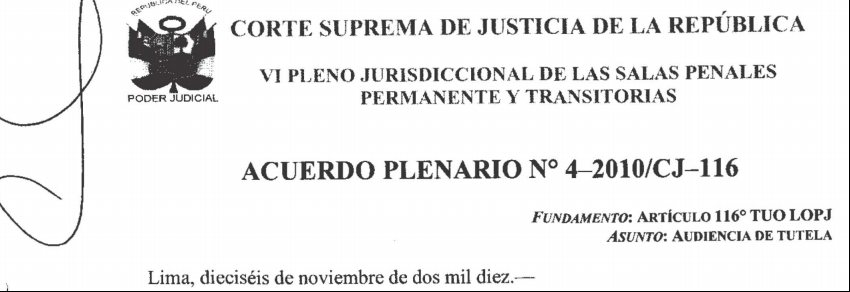 REPUBLICA DEL PERU
PODER JUDICIAL
CORTE SUPREMA DE JUSTICIA DE LA REPÚBLICA
VI PLENO JURISDICCIONAL DE LAS SALAS PENALES
PERMANENTE Y TRANSITORIAS
ACUERDO PLENARIO N° 4–2010/CJ–116
FUNDAMENTO: ARTÍCULO 116° TUO LOPJ
ASUNTO: AUDIENCIA DE TUTELA
Lima, dieciséis de noviembre de dos mil diez.—